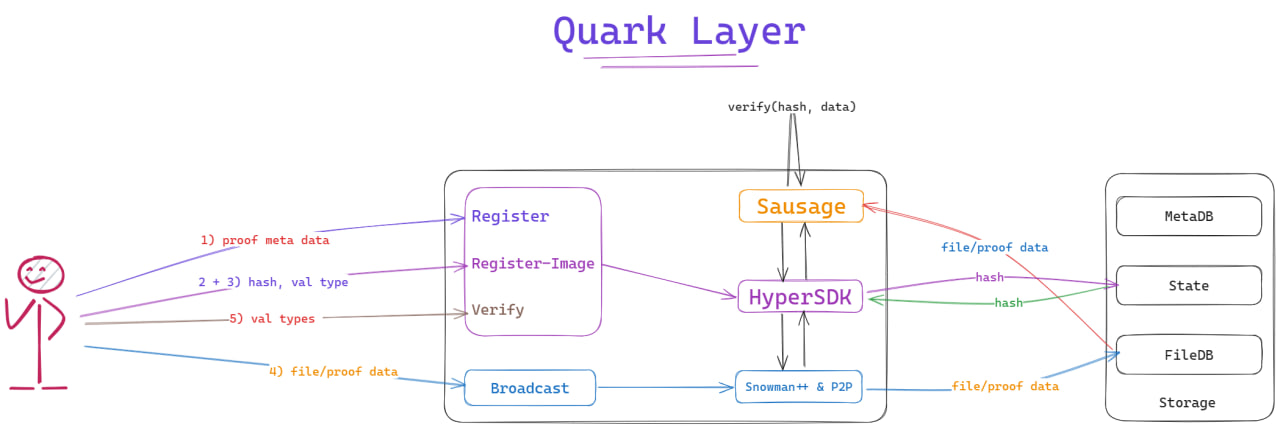 Quark Layer
verify(hash, data)
Register
Sausage
MetaDB
1) proof meta data
file/proof data
Register-Image
2 + 3) hash, val type
hash
State
HyperSDK
hash
Verify
5) val types
FileDB
4) file/proof data
Broadcast
Snowman++ & P2P
file/proof data
Storage